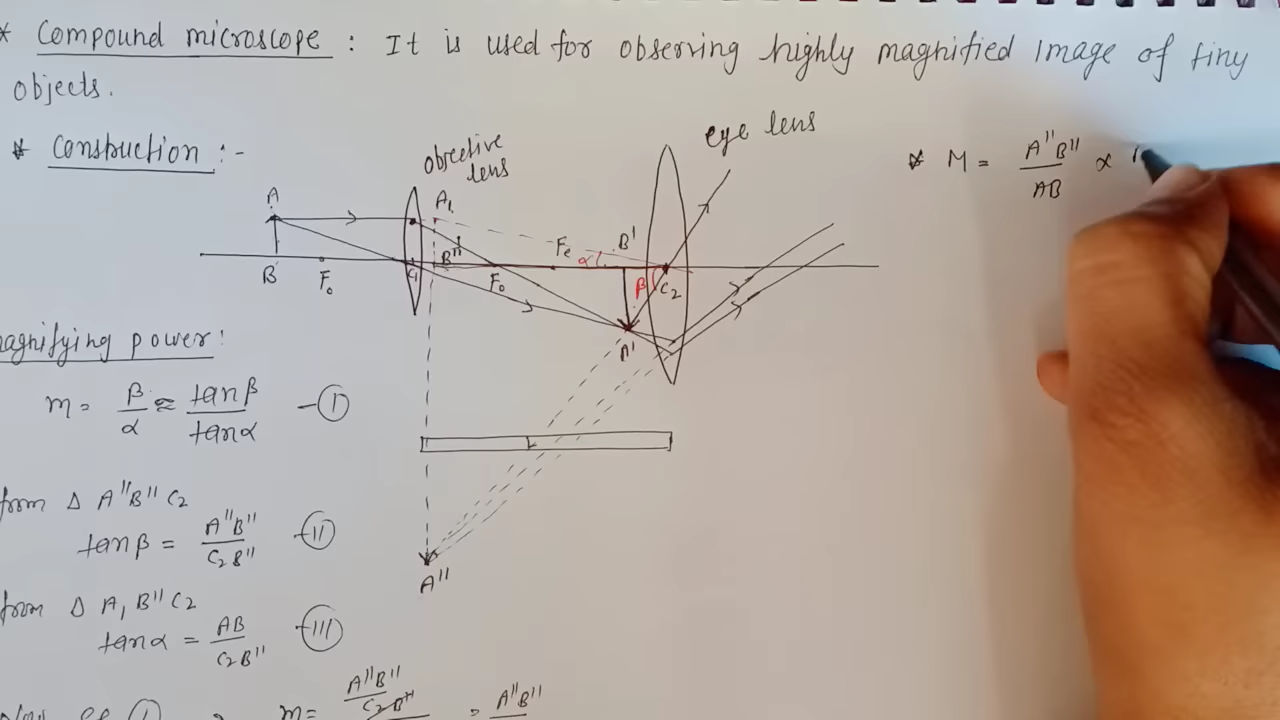 * Compound microscope : It is used for observing highly magnified image of tiny
objects.
* Construction :-
objective
lens
eye lens
* M = A''B''/AB ∝
A
A₁
B
F₀
C₁
B''
F₀
Fe
α
B'
β
C₂
A'
A''
magnifying power:
m = β/α ≈ tanβ/tanα —(I)
from Δ A''B''C₂
tanβ = A''B''/C₂B'' —(II)
from Δ A₁B''C₂
tanα = AB/C₂B'' —(III)
m = A''B''/C₂B'' = A''B''